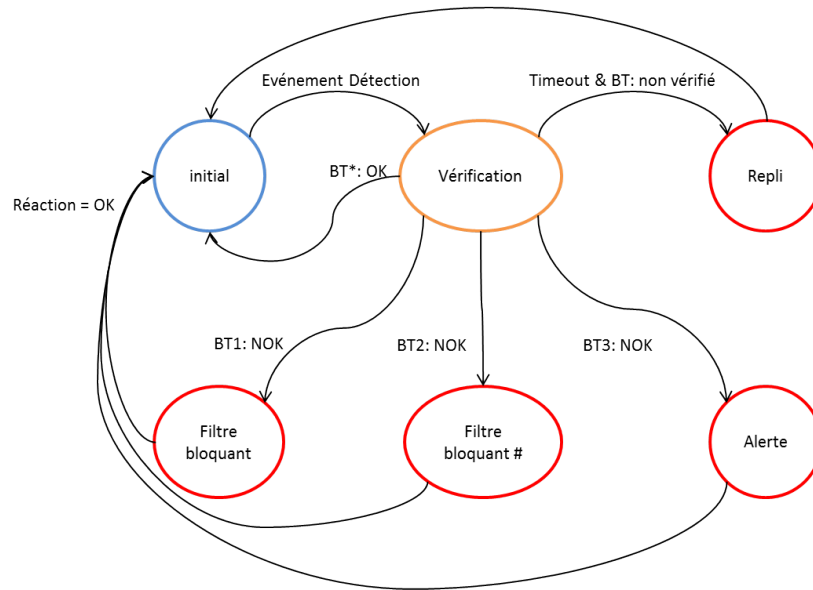 Evénement Détection
Timeout & BT: non vérifié
initial
BT*: OK
Vérification
Repli
Réaction = OK
BT1: NOK
BT2: NOK
BT3: NOK
Filtre
bloquant
Filtre
bloquant #
Alerte